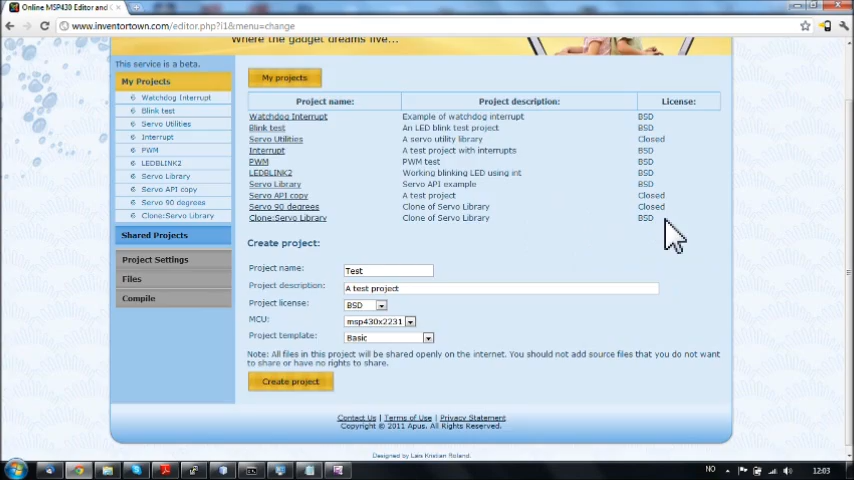 Online MSP430 Editor and C
www.inventortown.com/editor.php?i1&menu=change
Where the gadget dreams live...
This service is a beta.
My Projects
Watchdog Interrupt
Blink test
Servo Utilities
Interrupt
PWM
LEDBLINK2
Servo Library
Servo API copy
Servo 90 degrees
Clone:Servo Library
Shared Projects
Project Settings
Files
Compile
My projects
Project name: Project description: License:
Watchdog Interrupt Example of watchdog interrupt BSD
Blink test An LED blink test project BSD
Servo Utilities A servo utility library Closed
Interrupt A test project with interrupts BSD
PWM PWM test BSD
LEDBLINK2 Working blinking LED using int BSD
Servo Library Servo API example BSD
Servo API copy A test project Closed
Servo 90 degrees Clone of Servo Library Closed
Clone:Servo Library Clone of Servo Library BSD
Create project:
Project name: Test
Project description: A test project
Project license: BSD
MCU: msp430x2231
Project template: Basic
Note: All files in this project will be shared openly on the internet. You should not add source files that you do not want
to share or have no rights to share.
Create project
Contact Us | Terms of Use | Privacy Statement
Copyright © 2011 Apus. All Rights Reserved.
Designed by Lars Kristian Roland.
NO 12:03